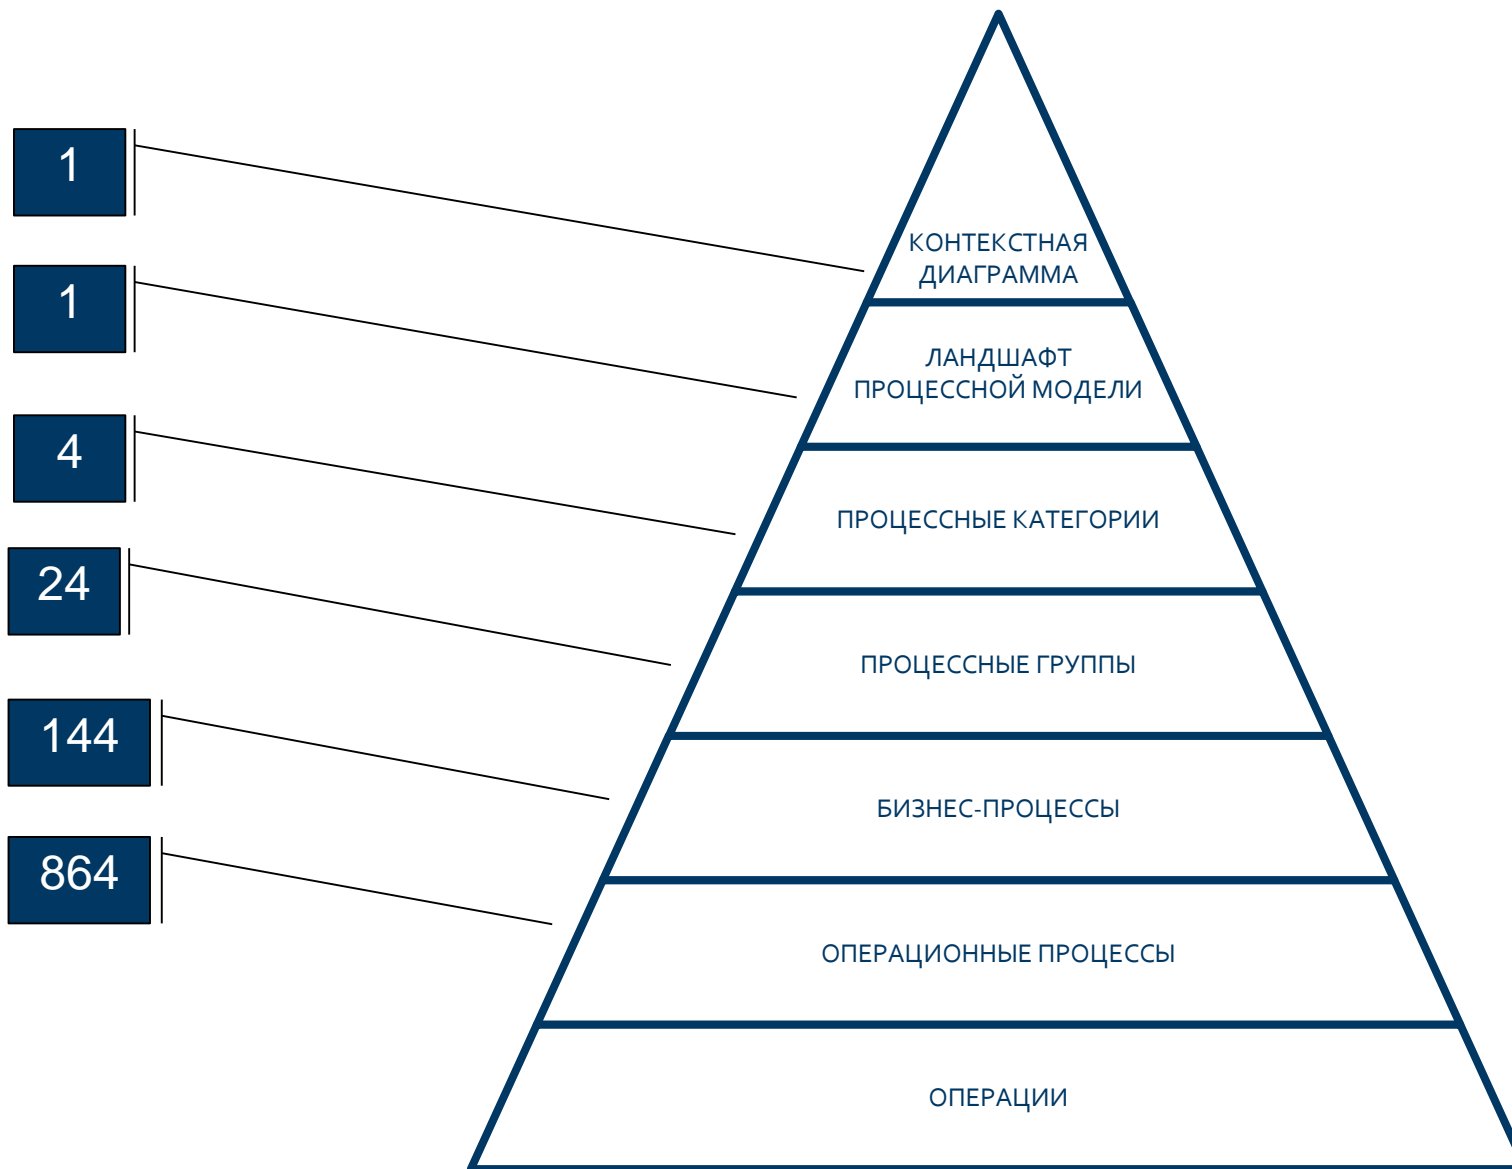 1
КОНТЕКСТНАЯ
ДИАГРАММА
1
ЛАНДШАФТ
ПРОЦЕССНОЙ МОДЕЛИ
4
ПРОЦЕССНЫЕ КАТЕГОРИИ
24
ПРОЦЕССНЫЕ ГРУППЫ
144
БИЗНЕС-ПРОЦЕССЫ
864
ОПЕРАЦИОННЫЕ ПРОЦЕССЫ
ОПЕРАЦИИ